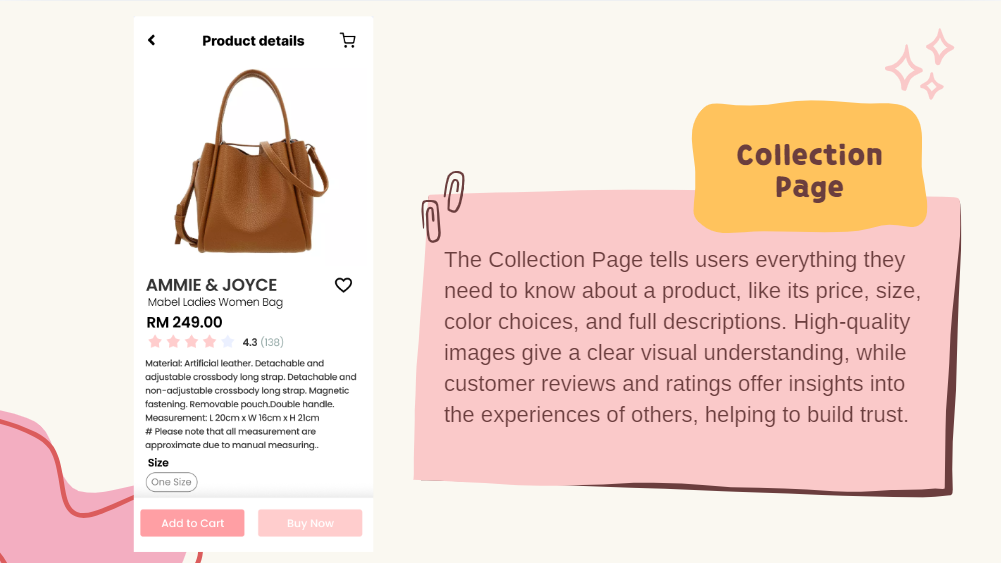 Product details
AMMIE & JOYCE
Mabel Ladies Women Bag
RM 249.00
4.3 (138)
Material: Artificial leather. Detachable and
adjustable crossbody long strap. Detachable and
non-adjustable crossbody long strap. Magnetic
fastening. Removable pouch.Double handle.
Measurement: L 20cm x W 16cm x H 21cm
# Please note that all measurement are
approximate due to manual measuring..
Size
One Size
Add to Cart
Buy Now
Collection
Page
The Collection Page tells users everything they
need to know about a product, like its price, size,
color choices, and full descriptions. High-quality
images give a clear visual understanding, while
customer reviews and ratings offer insights into
the experiences of others, helping to build trust.